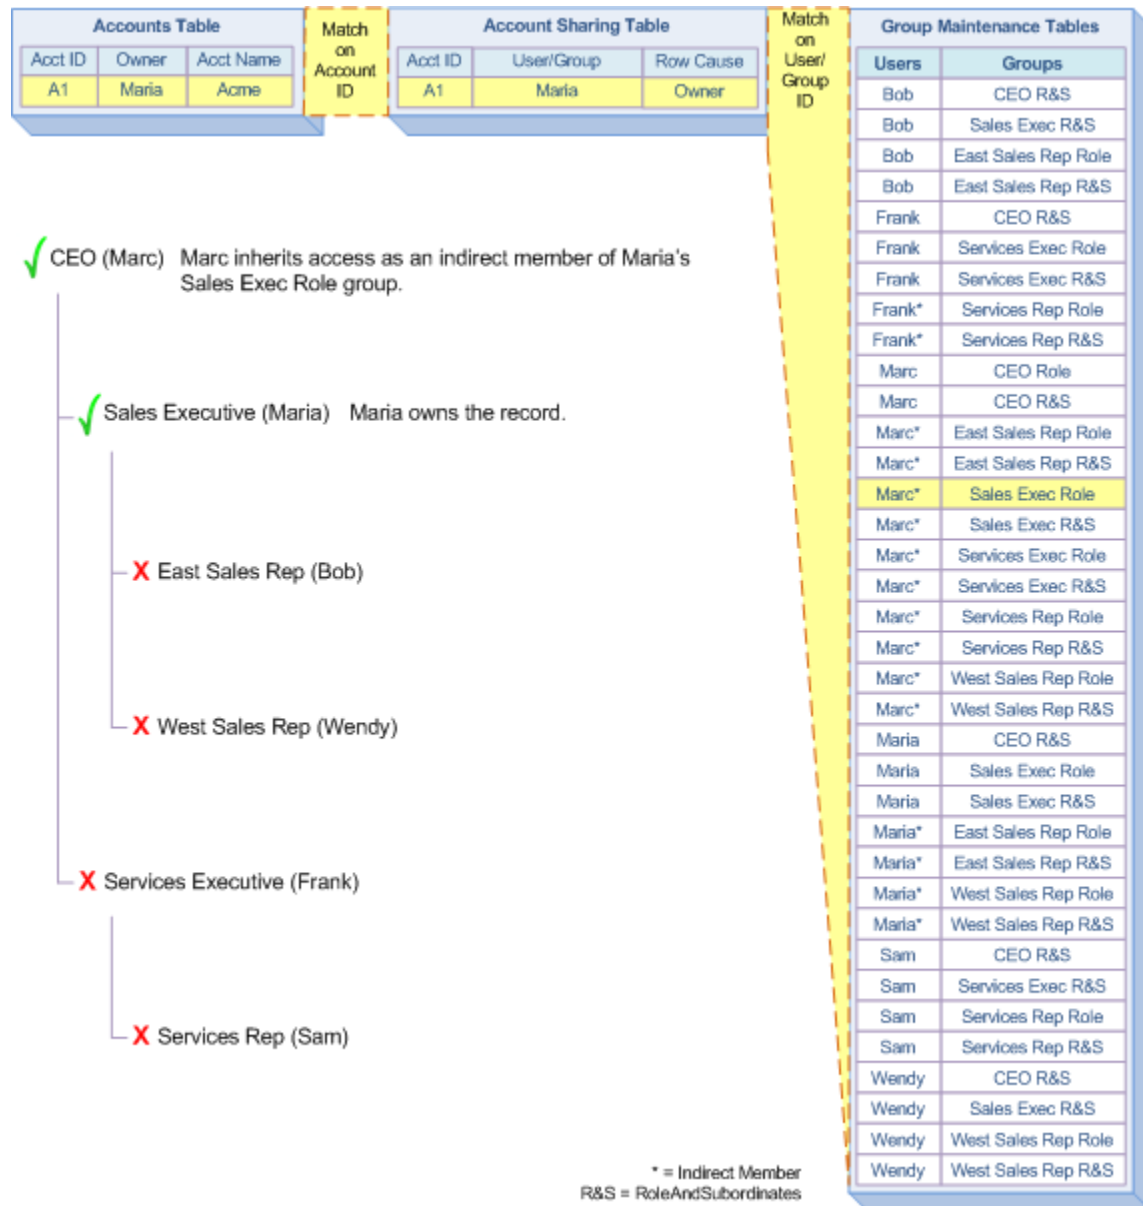 Accounts Table
Acct ID Owner Acct Name
A1 Maria Acme
Match
on
Account
ID
Account Sharing Table
Acct ID User/Group Row Cause
A1 Maria Owner
Match
on
User/
Group
ID
Group Maintenance Tables
Users Groups
Bob CEO R&S
Bob Sales Exec R&S
Bob East Sales Rep Role
Bob East Sales Rep R&S
Frank CEO R&S
Frank Services Exec Role
Frank Services Exec R&S
Frank* Services Rep Role
Frank* Services Rep R&S
Marc CEO Role
Marc CEO R&S
Marc* East Sales Rep Role
Marc* East Sales Rep R&S
Marc* Sales Exec Role
Marc* Sales Exec R&S
Marc* Services Exec Role
Marc* Services Exec R&S
Marc* Services Rep Role
Marc* Services Rep R&S
Marc* West Sales Rep Role
Marc* West Sales Rep R&S
Maria CEO R&S
Maria Sales Exec Role
Maria Sales Exec R&S
Maria* East Sales Rep Role
Maria* East Sales Rep R&S
Maria* West Sales Rep Role
Maria* West Sales Rep R&S
Sam CEO R&S
Sam Services Exec R&S
Sam Services Rep Role
Sam Services Rep R&S
Wendy CEO R&S
Wendy Sales Exec R&S
Wendy West Sales Rep Role
Wendy West Sales Rep R&S
CEO (Marc) Marc inherits access as an indirect member of Maria's
Sales Exec Role group.
Sales Executive (Maria) Maria owns the record.
X East Sales Rep (Bob)
X West Sales Rep (Wendy)
X Services Executive (Frank)
X Services Rep (Sam)
* = Indirect Member
R&S = RoleAndSubordinates